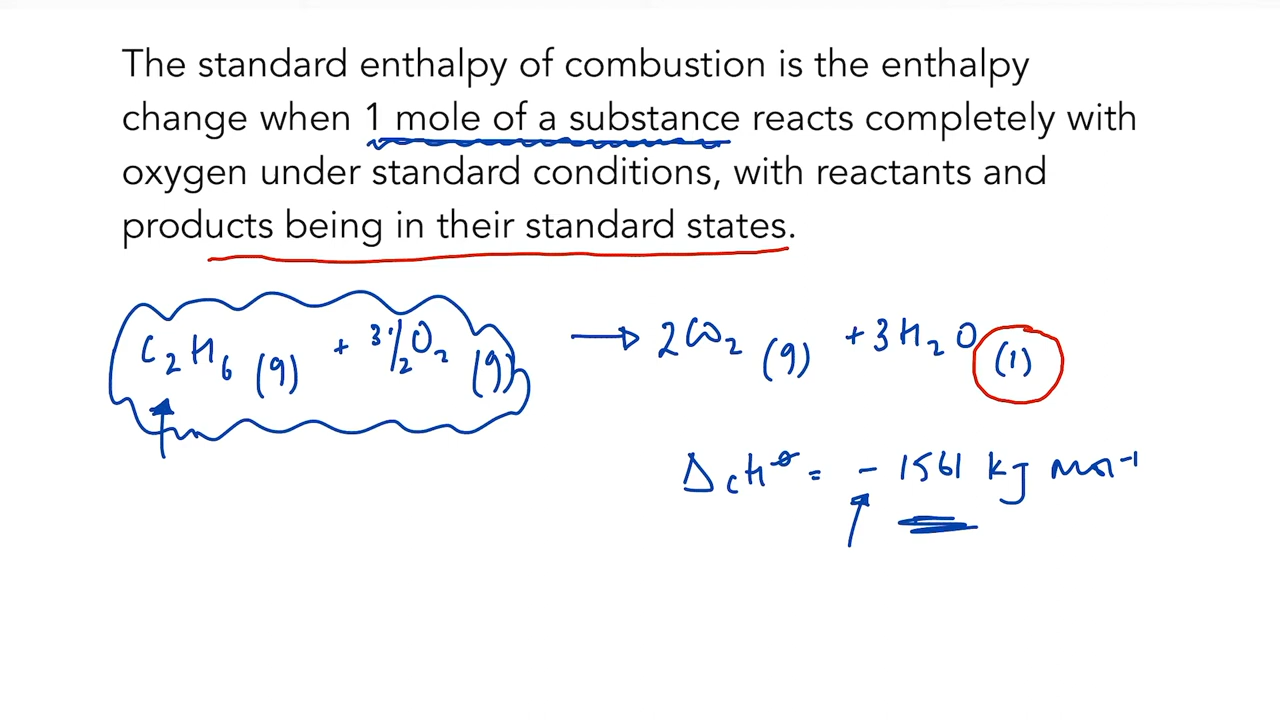 The standard enthalpy of combustion is the enthalpy
change when 1 mole of a substance reacts completely with
oxygen under standard conditions, with reactants and
products being in their standard states.
C₂H₆ (g) + 3½O₂ (g) → 2CO₂ (g) + 3H₂O (l)
ΔcH⦵ = - 1561 kJ mol⁻¹